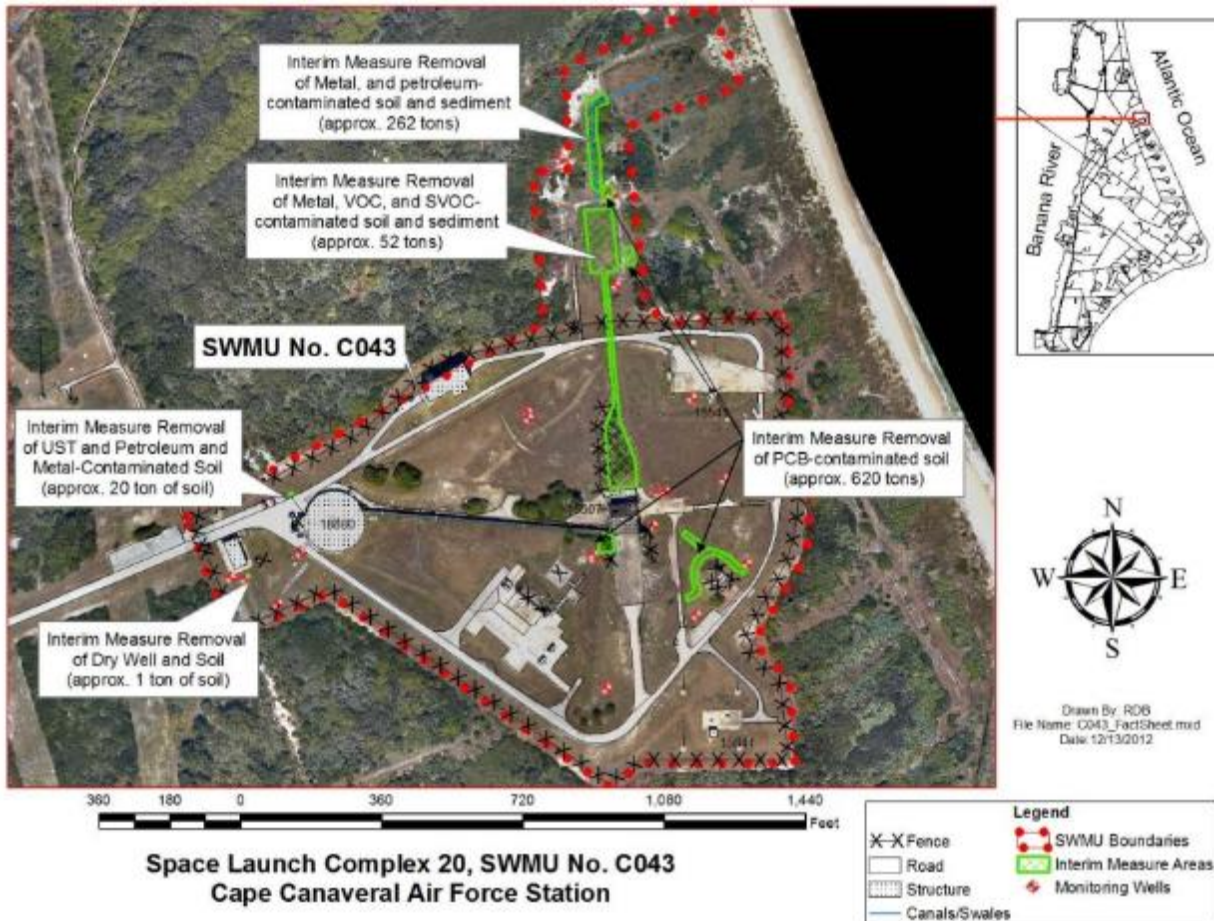 Interim Measure Removal
of Metal, and petroleum-
contaminated soil and sediment
(approx. 262 tons)
Interim Measure Removal
of Metal, VOC, and SVOC-
contaminated soil and sediment
(approx. 52 tons)
SWMU No. C043
Interim Measure Removal
of UST and Petroleum and
Metal-Contaminated Soil
(approx. 20 ton of soil)
Interim Measure Removal
of PCB-contaminated soil
(approx. 620 tons)
Interim Measure Removal
of Dry Well and Soil
(approx. 1 ton of soil)
Atlantic Ocean
Banana River
N
W E
S
Drawn By: RDB
File Name: C043_FactSheet.mxd
Date: 12/13/2012
360 180 0 360 720 1,080 1,440
Feet
Space Launch Complex 20, SWMU No. C043
Cape Canaveral Air Force Station
Legend
Fence
Road
Structure
Canals/Swales
SWMU Boundaries
Interim Measure Areas
Monitoring Wells